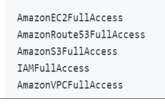 AmazonEC2FullAccess
AmazonRoute53FullAccess
AmazonS3FullAccess
IAMFullAccess
AmazonVPCFullAccess